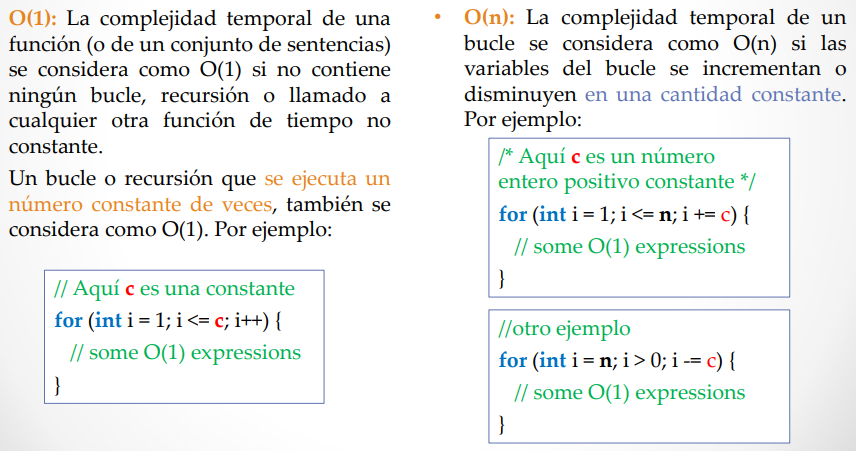 O(1): La complejidad temporal de una
función (o de un conjunto de sentencias)
se considera como O(1) si no contiene
ningún bucle, recursión o llamado a
cualquier otra función de tiempo no
constante.
Un bucle o recursión que se ejecuta un
número constante de veces, también se
considera como O(1). Por ejemplo:
// Aquí c es una constante
for (int i = 1; i <= c; i++) {
// some O(1) expressions
}
• O(n): La complejidad temporal de un
bucle se considera como O(n) si las
variables del bucle se incrementan o
disminuyen en una cantidad constante.
Por ejemplo:
/* Aquí c es un número
entero positivo constante */
for (int i = 1; i <= n; i += c) {
// some O(1) expressions
}
//otro ejemplo
for (int i = n; i > 0; i -= c) {
// some O(1) expressions
}